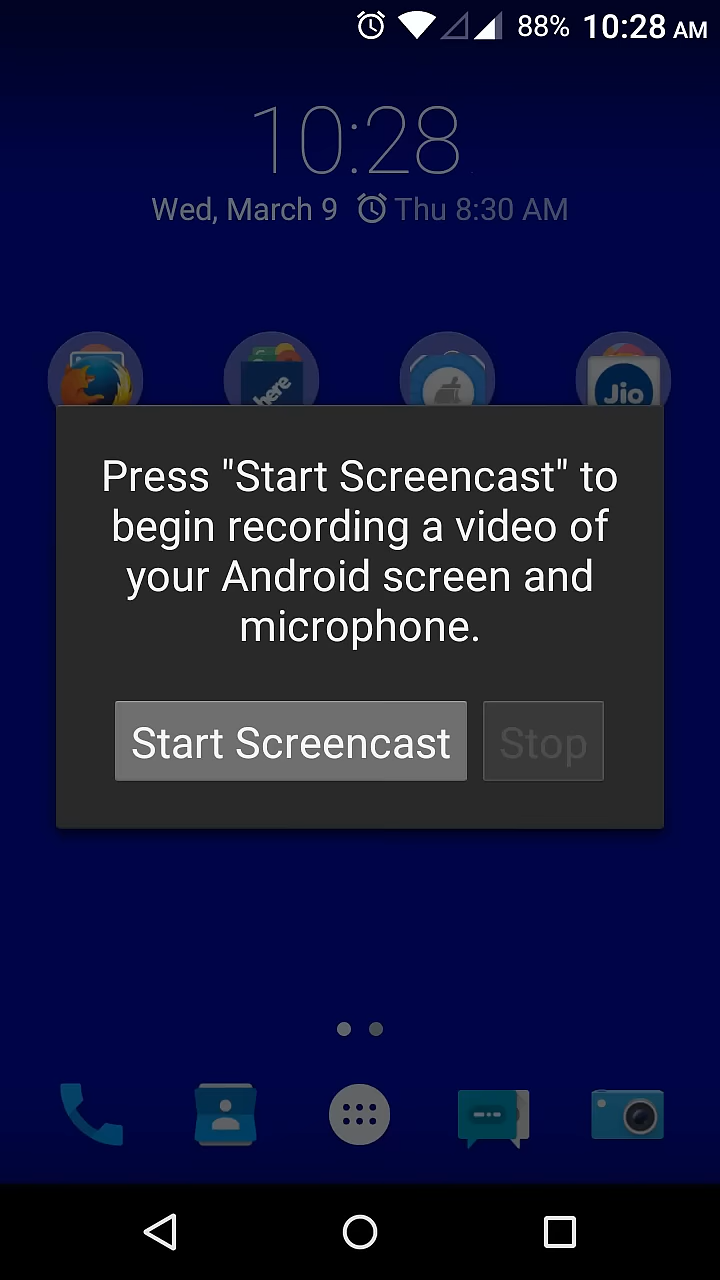 88% 10:28 AM
10:28
Wed, March 9 Thu 8:30 AM
here
Jio
Press "Start Screencast" to
begin recording a video of
your Android screen and
microphone.
Start Screencast Stop